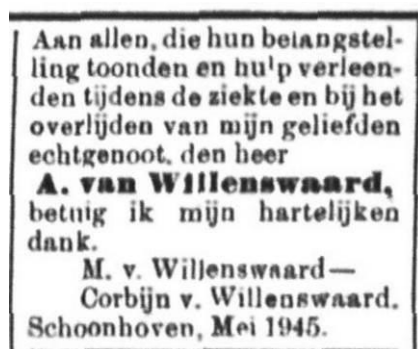 Aan allen, die hun belangstel-
ling toonden en hu'p verleen-
den tijdens de ziekte en bij het
overlijden van mijn geliefden
echtgenoot, den heer
A. van Willenswaard,
betuig ik mijn hartelijken
dank.
M. v. Willenswaard—
Corbijn v. Willenswaard.
Schoonhoven, Mei 1945.